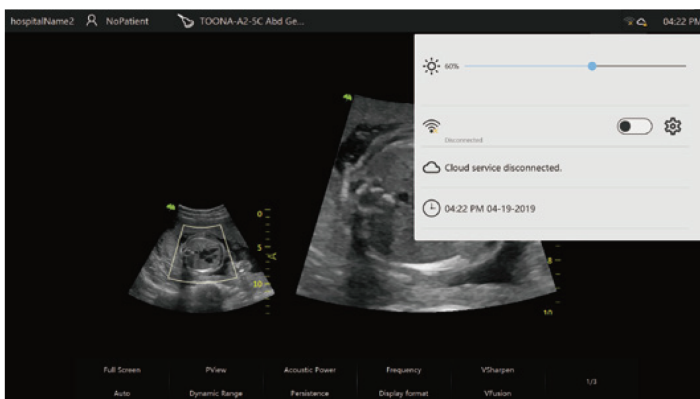 hospitalName2 NoPatient TOONA-A2-5C Abd Ge... 04:22 PM
60%
Disconnected
Cloud service disconnected.
04:22 PM 04-19-2019
0
5
10
8
Full Screen PView Acoustic Power Frequency VSharpen
1/3
Auto Dynamic Range Persistence Display format VFusion